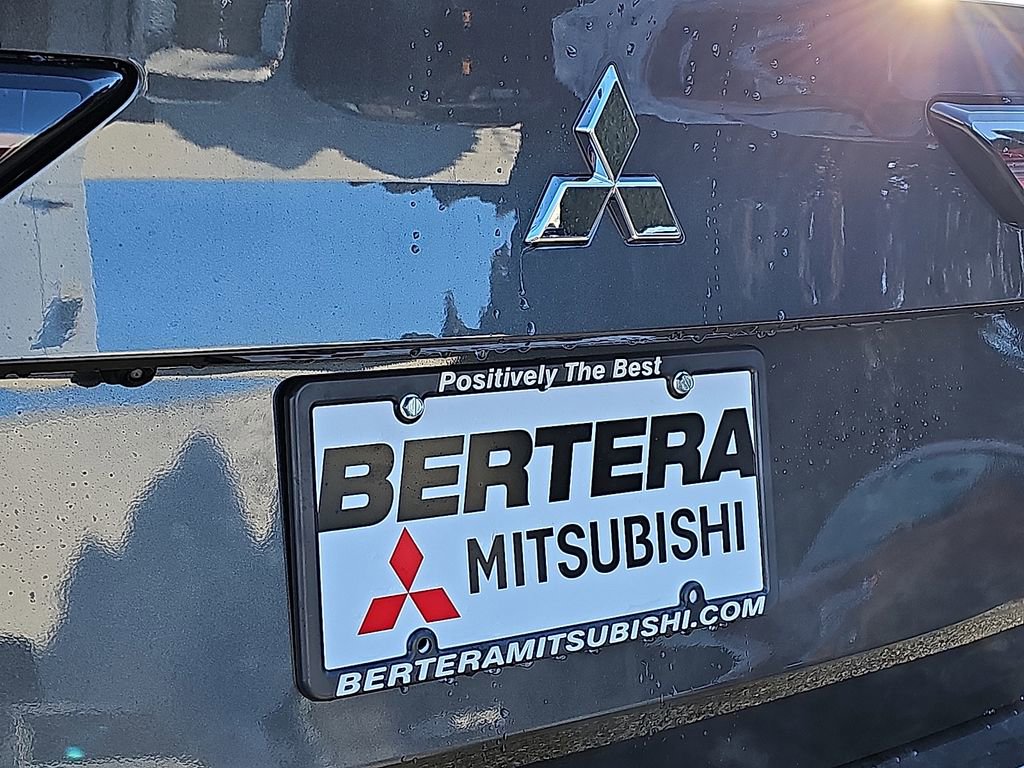 Positively The Best
BERTERA
MITSUBISHI
BERTERAMITSUBISHI.COM